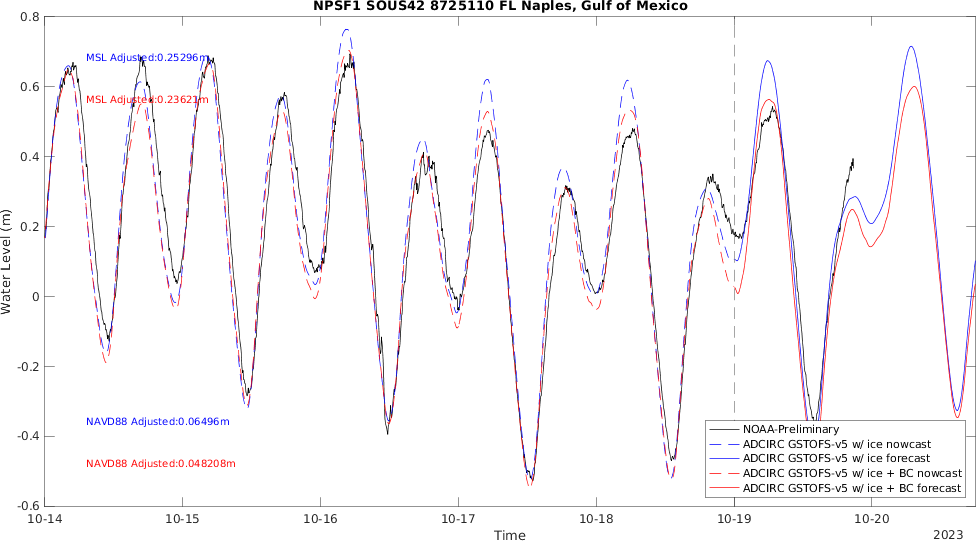 NPSF1 SOUS42 8725110 FL Naples, Gulf of Mexico
0.8
0.6
0.4
0.2
0
-0.2
-0.4
-0.6
Water Level (m)
MSL Adjusted:0.25296m
MSL Adjusted:0.23621m
NAVD88 Adjusted:0.06496m
NAVD88 Adjusted:0.048208m
NOAA-Preliminary
ADCIRC GSTOFS-v5 w/ ice nowcast
ADCIRC GSTOFS-v5 w/ ice forecast
ADCIRC GSTOFS-v5 w/ ice + BC nowcast
ADCIRC GSTOFS-v5 w/ ice + BC forecast
10-14 10-15 10-16 10-17 10-18 10-19 10-20
Time
2023